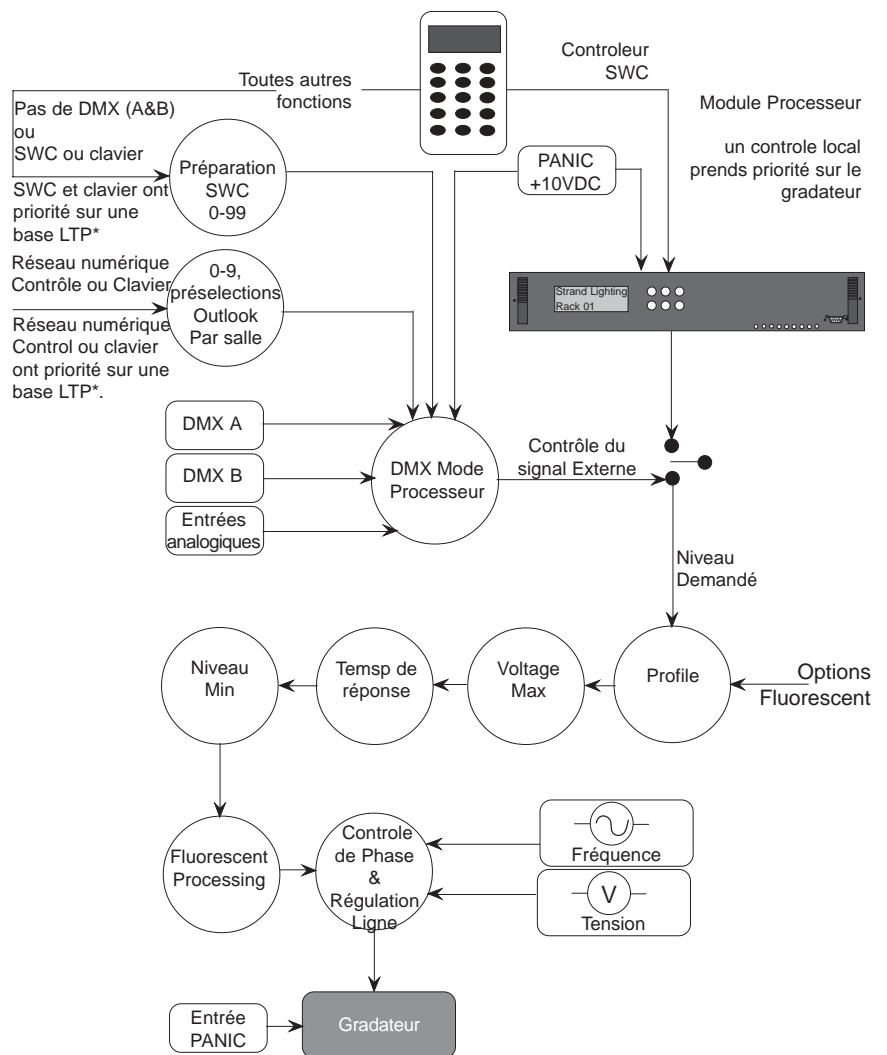 Toutes autres
fonctions
Controleur
SWC
Pas de DMX (A&B)
ou
SWC ou clavier
Module Processeur
un controle local
prends priorité sur le
gradateur
Préparation
SWC
0-99
PANIC
+10VDC
SWC et clavier ont
priorité sur une
base LTP*
Réseau numérique
Contrôle ou Clavier
0-9,
préselections
Outlook
Par salle
Strand Lighting
Rack 01
Réseau numérique
Control ou clavier
ont priorité sur une
base LTP*.
DMX A
DMX B
Entrées
analogiques
DMX Mode
Processeur
Contrôle du
signal Externe
Niveau
Demandé
Niveau
Min
Temsp de
réponse
Voltage
Max
Profile
Options
Fluorescent
Fluorescent
Processing
Controle
de Phase
&
Régulation
Ligne
Fréquence
V
Tension
Entrée
PANIC
Gradateur